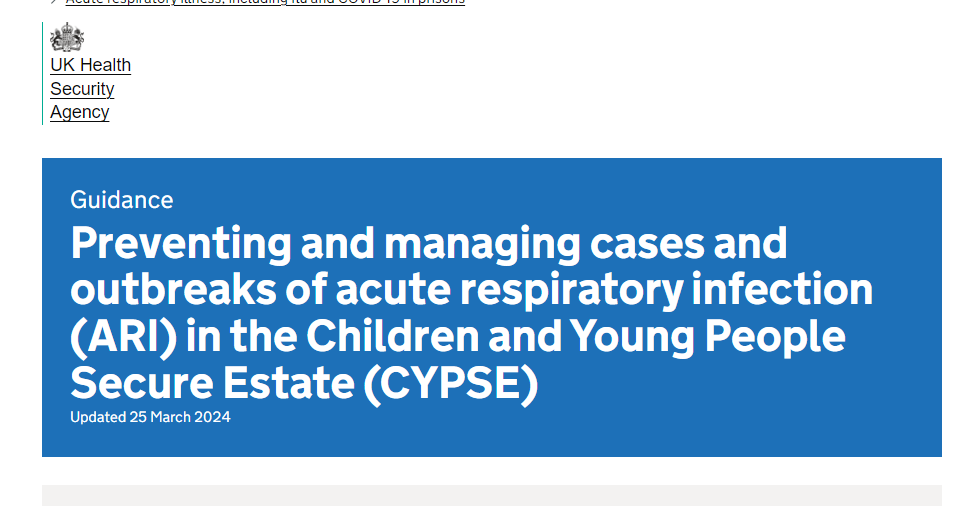 Acute respiratory illness, including flu and COVID-19 in prisons
UK Health
Security
Agency
Guidance
Preventing and managing cases and
outbreaks of acute respiratory infection
(ARI) in the Children and Young People
Secure Estate (CYPSE)
Updated 25 March 2024